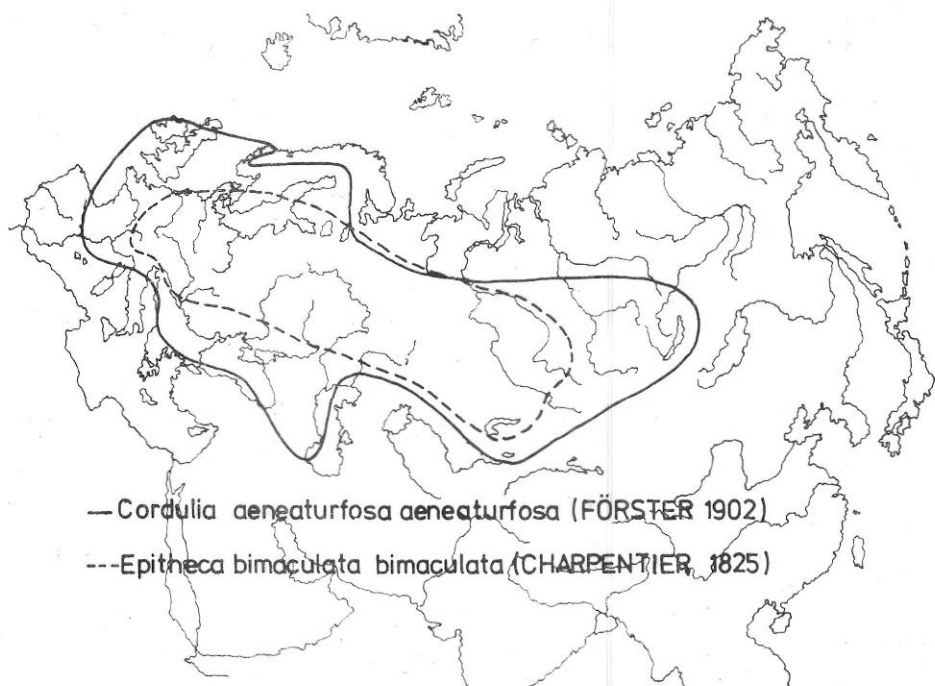 — Cordulia aeneaturfosa aeneaturfosa (FÖRSTER 1902)
--- Epitheca bimaculata bimaculata (CHARPENTIER 1825)